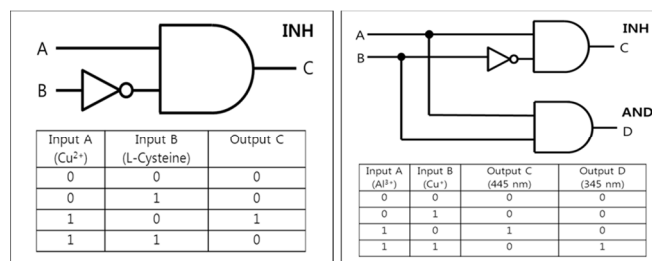 INH
A
B
C
Input A Input B Output C
(Cu²⁺) (L-Cysteine)
0 0 0
0 1 0
1 0 1
1 1 0
INH
A
B
C
AND
D
Input A Input B Output C Output D
(Al³⁺) (Cu⁺) (445 nm) (345 nm)
0 0 0 0
0 1 0 0
1 0 1 0
1 1 0 1